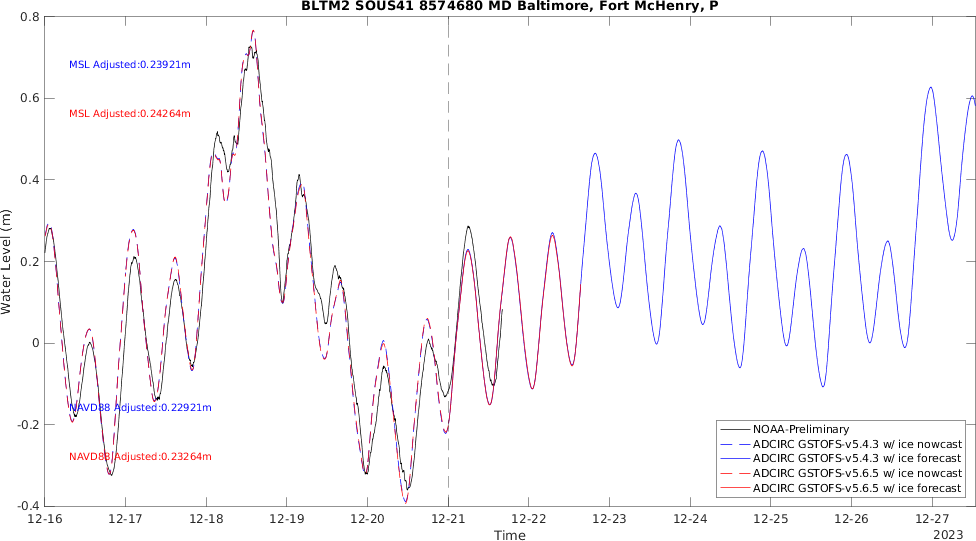 BLTM2 SOUS41 8574680 MD Baltimore, Fort McHenry, P
0.8
0.6
0.4
0.2
0
-0.2
-0.4
Water Level (m)
MSL Adjusted:0.23921m
MSL Adjusted:0.24264m
NAVD88 Adjusted:0.22921m
NAVD88 Adjusted:0.23264m
NOAA-Preliminary
ADCIRC GSTOFS-v5.4.3 w/ ice nowcast
ADCIRC GSTOFS-v5.4.3 w/ ice forecast
ADCIRC GSTOFS-v5.6.5 w/ ice nowcast
ADCIRC GSTOFS-v5.6.5 w/ ice forecast
12-16 12-17 12-18 12-19 12-20 12-21 12-22 12-23 12-24 12-25 12-26 12-27
Time
2023